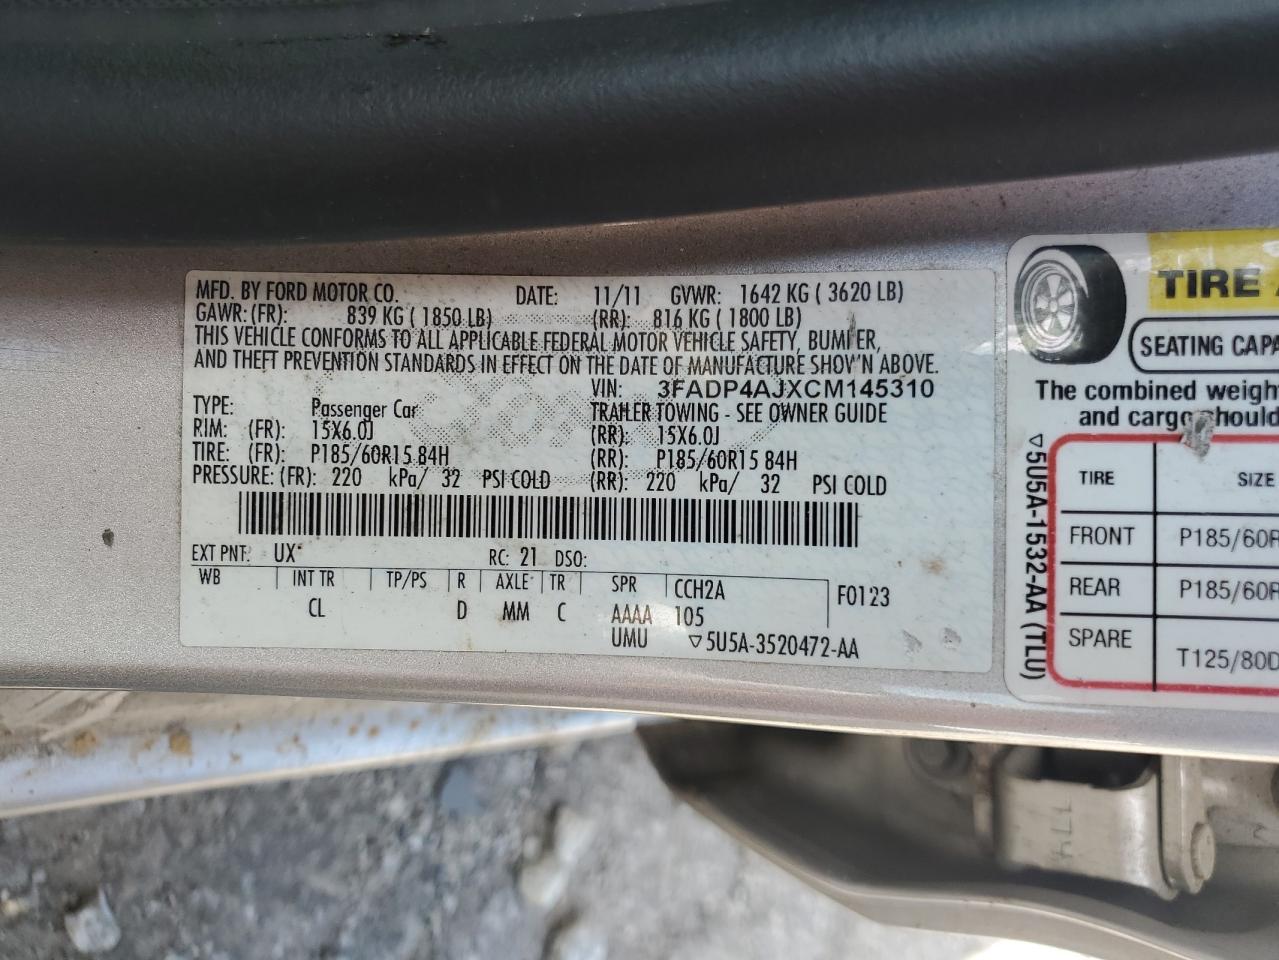 MFD. BY FORD MOTOR CO. DATE: 11/11 GVWR: 1642 KG ( 3620 LB)
GAWR:(FR): 839 KG ( 1850 LB) (RR): 816 KG ( 1800 LB)
THIS VEHICLE CONFORMS TO ALL APPLICABLE FEDERAL MOTOR VEHICLE SAFETY, BUMPER,
AND THEFT PREVENTION STANDARDS IN EFFECT ON THE DATE OF MANUFACTURE SHOWN ABOVE.
VIN: 3FADP4AJXCM145310
TYPE: Passenger Car TRAILER TOWING - SEE OWNER GUIDE
RIM: (FR): 15X6.0J (RR): 15X6.0J
TIRE: (FR): P185/60R15 84H (RR): P185/60R15 84H
PRESSURE: (FR): 220 kPa/ 32 PSI COLD (RR): 220 kPa/ 32 PSI COLD
EXT PNT: UX RC: 21 DSO:
WB INT TR TP/PS R AXLE TR SPR CCH2A F0123
CL D MM C AAAA 105
UMU ▽5U5A-3520472-AA
TIRE
SEATING CAPA
The combined weight
and cargo should
▽5U5A-1532-AA (TLU)
TIRE SIZE
FRONT P185/60R
REAR P185/60R
SPARE T125/80D